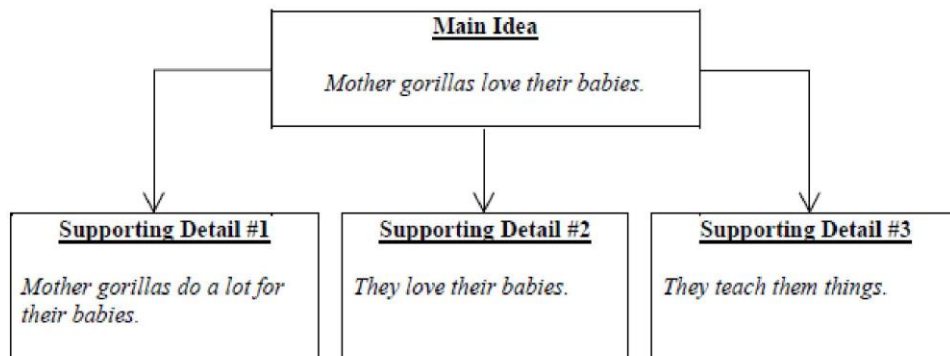 Main Idea
Mother gorillas love their babies.
Supporting Detail #1
Mother gorillas do a lot for
their babies.
Supporting Detail #2
They love their babies.
Supporting Detail #3
They teach them things.